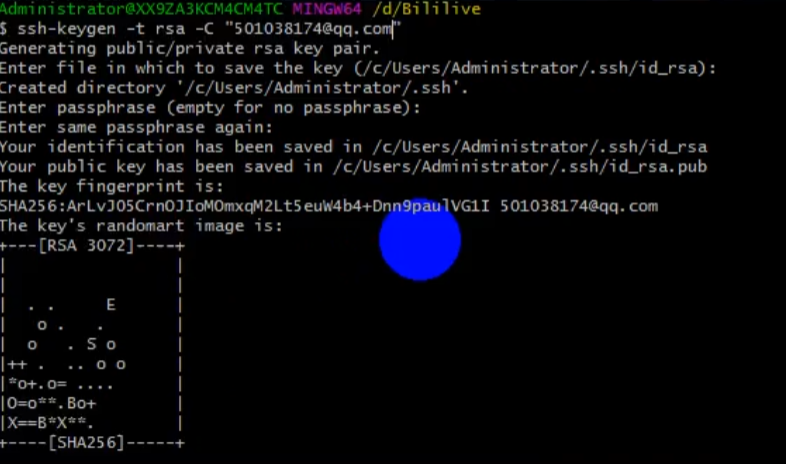 Administrator@XX9ZA3KCM4CM4TC MINGW64 /d/Bililive
$ ssh-keygen -t rsa -C "501038174@qq.com"
Generating public/private rsa key pair.
Enter file in which to save the key (/c/Users/Administrator/.ssh/id_rsa):
Created directory '/c/Users/Administrator/.ssh'.
Enter passphrase (empty for no passphrase):
Enter same passphrase again:
Your identification has been saved in /c/Users/Administrator/.ssh/id_rsa
Your public key has been saved in /c/Users/Administrator/.ssh/id_rsa.pub
The key fingerprint is:
SHA256:ArLvJ05CrnOJIoMOmxqM2Lt5euW4b4+Dnn9paulVG1I 501038174@qq.com
The key's randomart image is:
+---[RSA 3072]----+
|                 |
|                 |
|  . .      E     |
|   o .    .      |
|  o   . S o      |
|++ .  .. o o     |
|*o+.o= ....      |
|O=o**.Bo+        |
|X==B*X**.        |
+----[SHA256]-----+